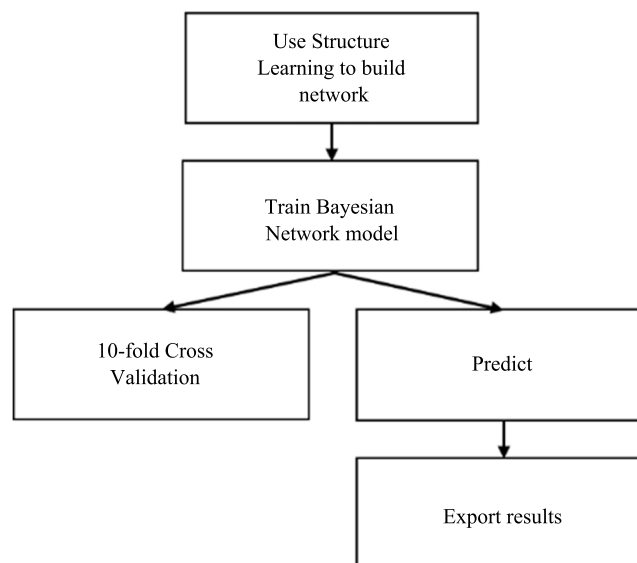 Use Structure
Learning to build
network
Train Bayesian
Network model
10-fold Cross
Validation
Predict
Export results